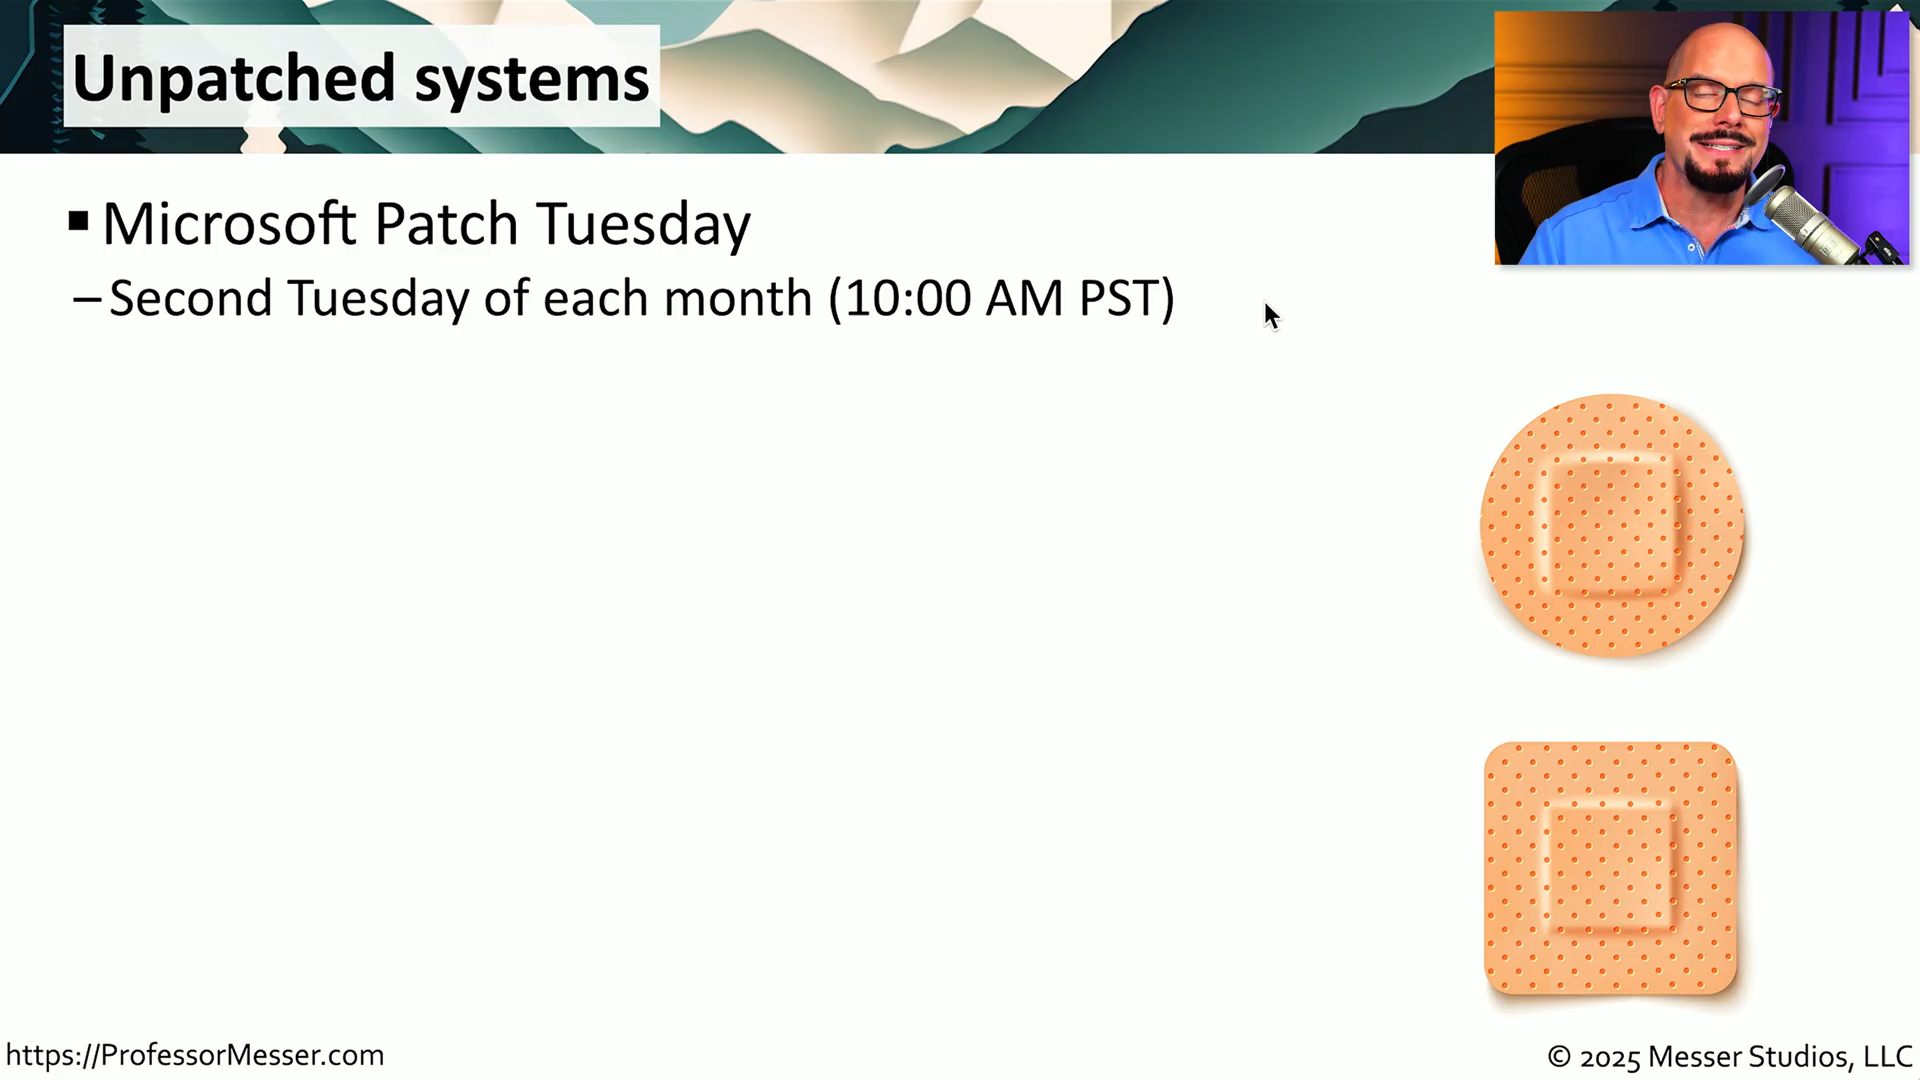 Unpatched systems
▪ Microsoft Patch Tuesday
– Second Tuesday of each month (10:00 AM PST)
https://ProfessorMesser.com
© 2025 Messer Studios, LLC